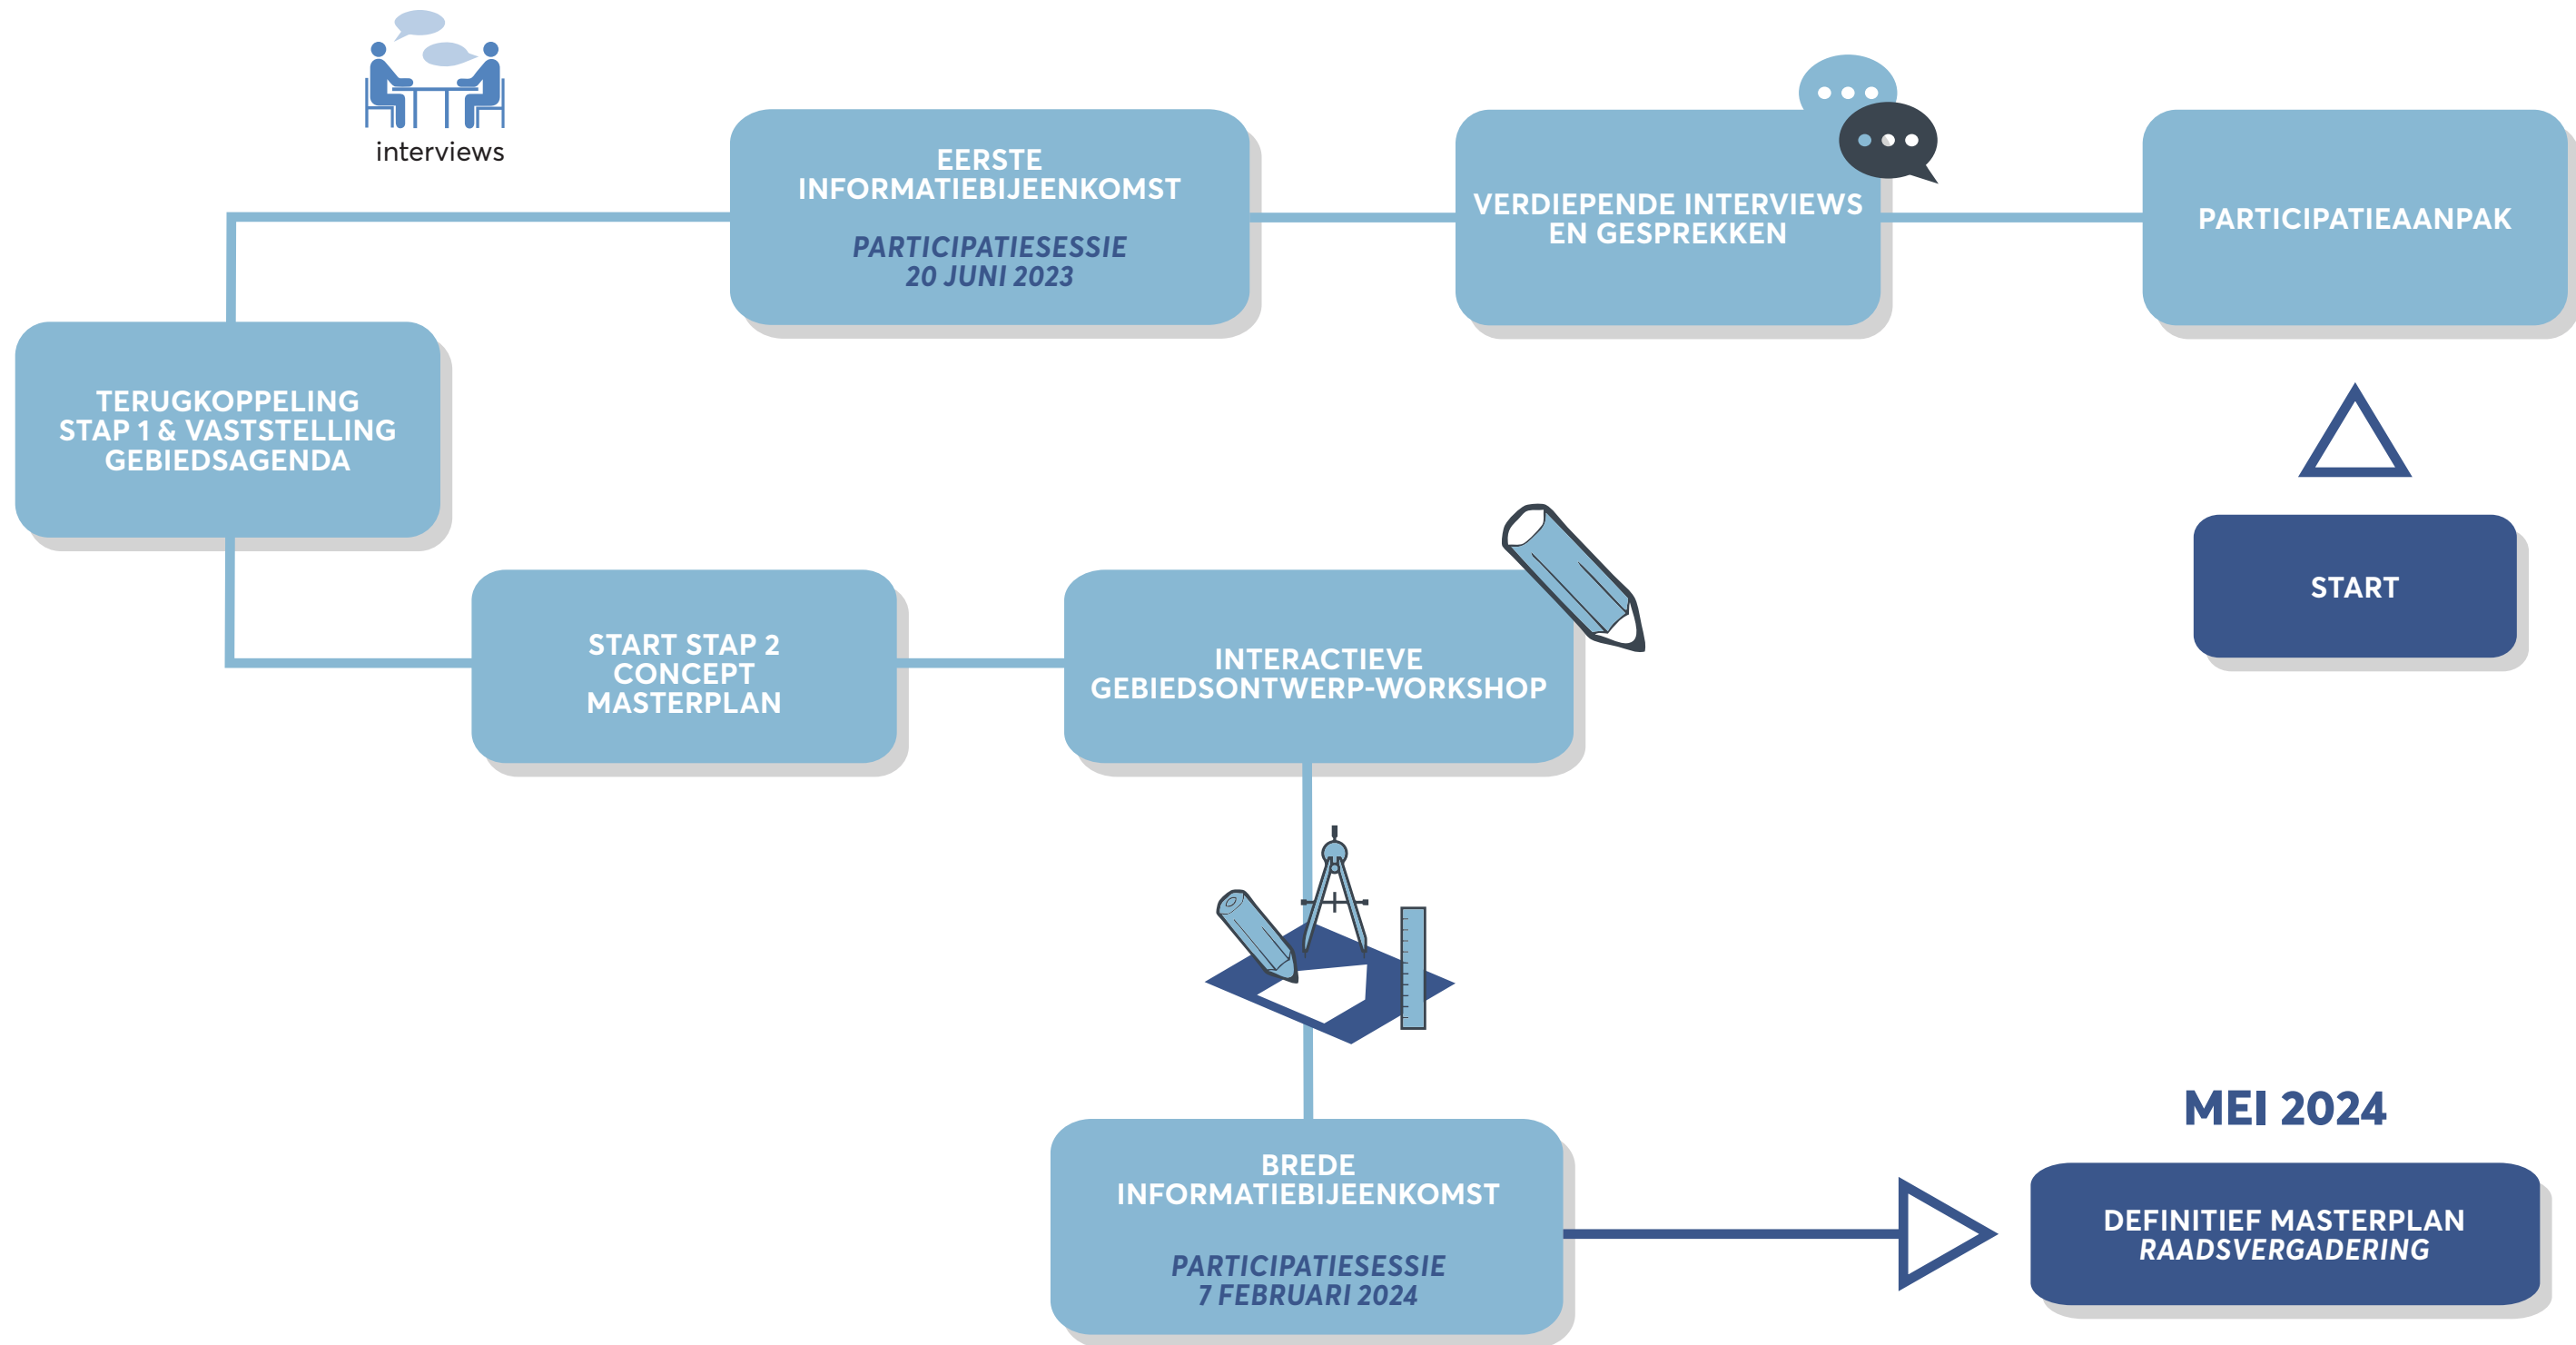 interviews
EERSTE
INFORMATIEBIJEENKOMST
PARTICIPATIESESSIE
20 JUNI 2023
VERDIEPENDE INTERVIEWS
EN GESPREKKEN
PARTICIPATIEAANPAK
TERUGKOPPELING
STAP 1 & VASTSTELLING
GEBIEDSAGENDA
START
START STAP 2
CONCEPT
MASTERPLAN
INTERACTIEVE
GEBIEDSONTWERP-WORKSHOP
BREDE
INFORMATIEBIJEENKOMST
PARTICIPATIESESSIE
7 FEBRUARI 2024
MEI 2024
DEFINITIEF MASTERPLAN
RAADSVERGADERING